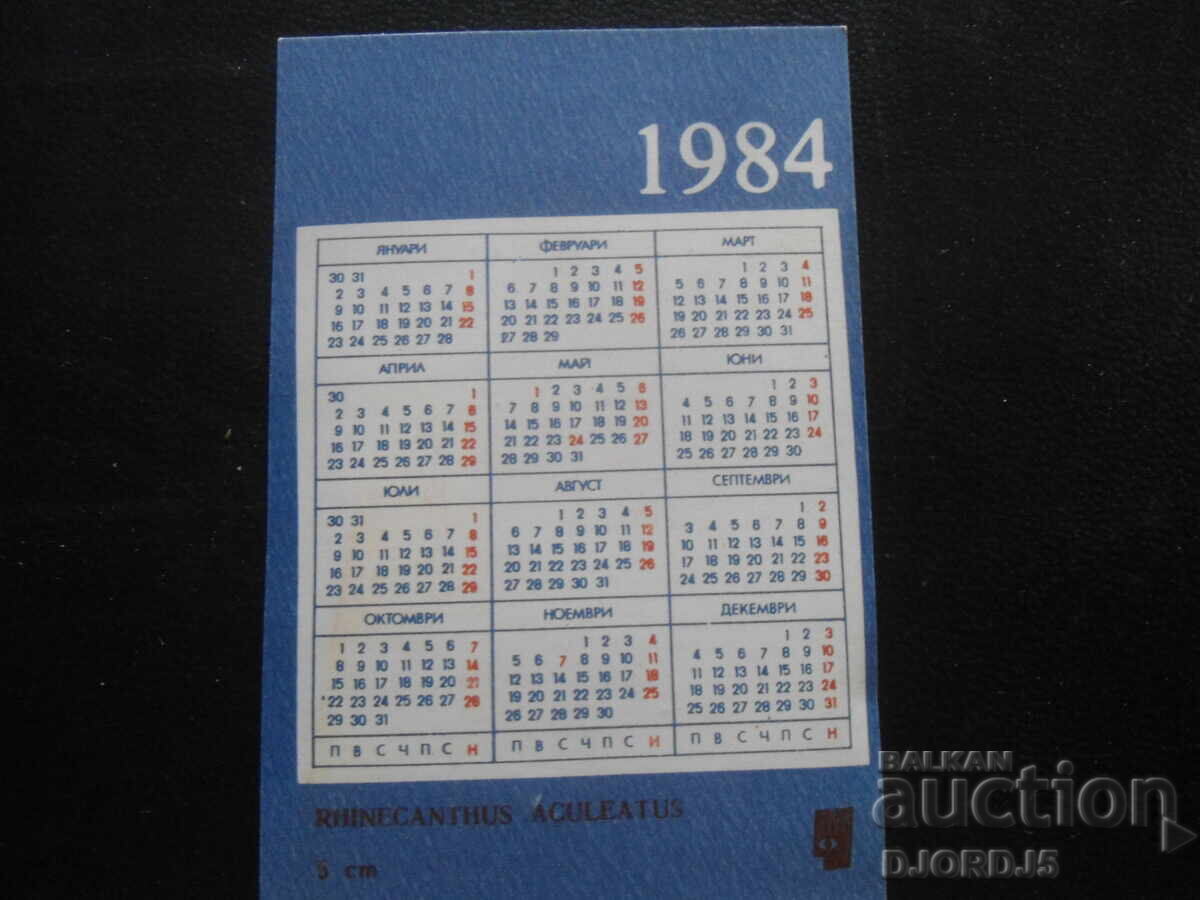 1984
ЯНУАРИ
30 31 1
2 3 4 5 6 7 8
9 10 11 12 13 14 15
16 17 18 19 20 21 22
23 24 25 26 27 28
ФЕВРУАРИ
1 2 3 4 5
6 7 8 9 10 11 12
13 14 15 16 17 18 19
20 21 22 23 24 25 26
27 28 29
МАРТ
1 2 3 4
5 6 7 8 9 10 11
12 13 14 15 16 17 18
19 20 21 22 23 24 25
26 27 28 29 30 31
АПРИЛ
30 1
2 3 4 5 6 7 8
9 10 11 12 13 14 15
16 17 18 19 20 21 22
23 24 25 26 27 28 29
МАЙ
1 2 3 4 5 6
7 8 9 10 11 12 13
14 15 16 17 18 19 20
21 22 23 24 25 26 27
28 29 30 31
ЮНИ
1 2 3
4 5 6 7 8 9 10
11 12 13 14 15 16 17
18 19 20 21 22 23 24
25 26 27 28 29 30
ЮЛИ
30 31 1
2 3 4 5 6 7 8
9 10 11 12 13 14 15
16 17 18 19 20 21 22
23 24 25 26 27 28 29
АВГУСТ
1 2 3 4 5
6 7 8 9 10 11 12
13 14 15 16 17 18 19
20 21 22 23 24 25 26
27 28 29 30 31
СЕПТЕМВРИ
1 2
3 4 5 6 7 8 9
10 11 12 13 14 15 16
17 18 19 20 21 22 23
24 25 26 27 28 29 30
ОКТОМВРИ
1 2 3 4 5 6 7
8 9 10 11 12 13 14
15 16 17 18 19 20 21
22 23 24 25 26 27 28
29 30 31
НОЕМВРИ
1 2 3 4
5 6 7 8 9 10 11
12 13 14 15 16 17 18
19 20 21 22 23 24 25
26 27 28 29 30
ДЕКЕМВРИ
1 2 3
4 5 6 7 8 9 10
11 12 13 14 15 16 17
18 19 20 21 22 23 24
25 26 27 28 29 30 31
П В С Ч П С Н
П В С Ч П С Н
П В С Ч П С Н
RHINECANTHUS ACULEATUS
5 cm
BALKAN
auction
DJORDJ5